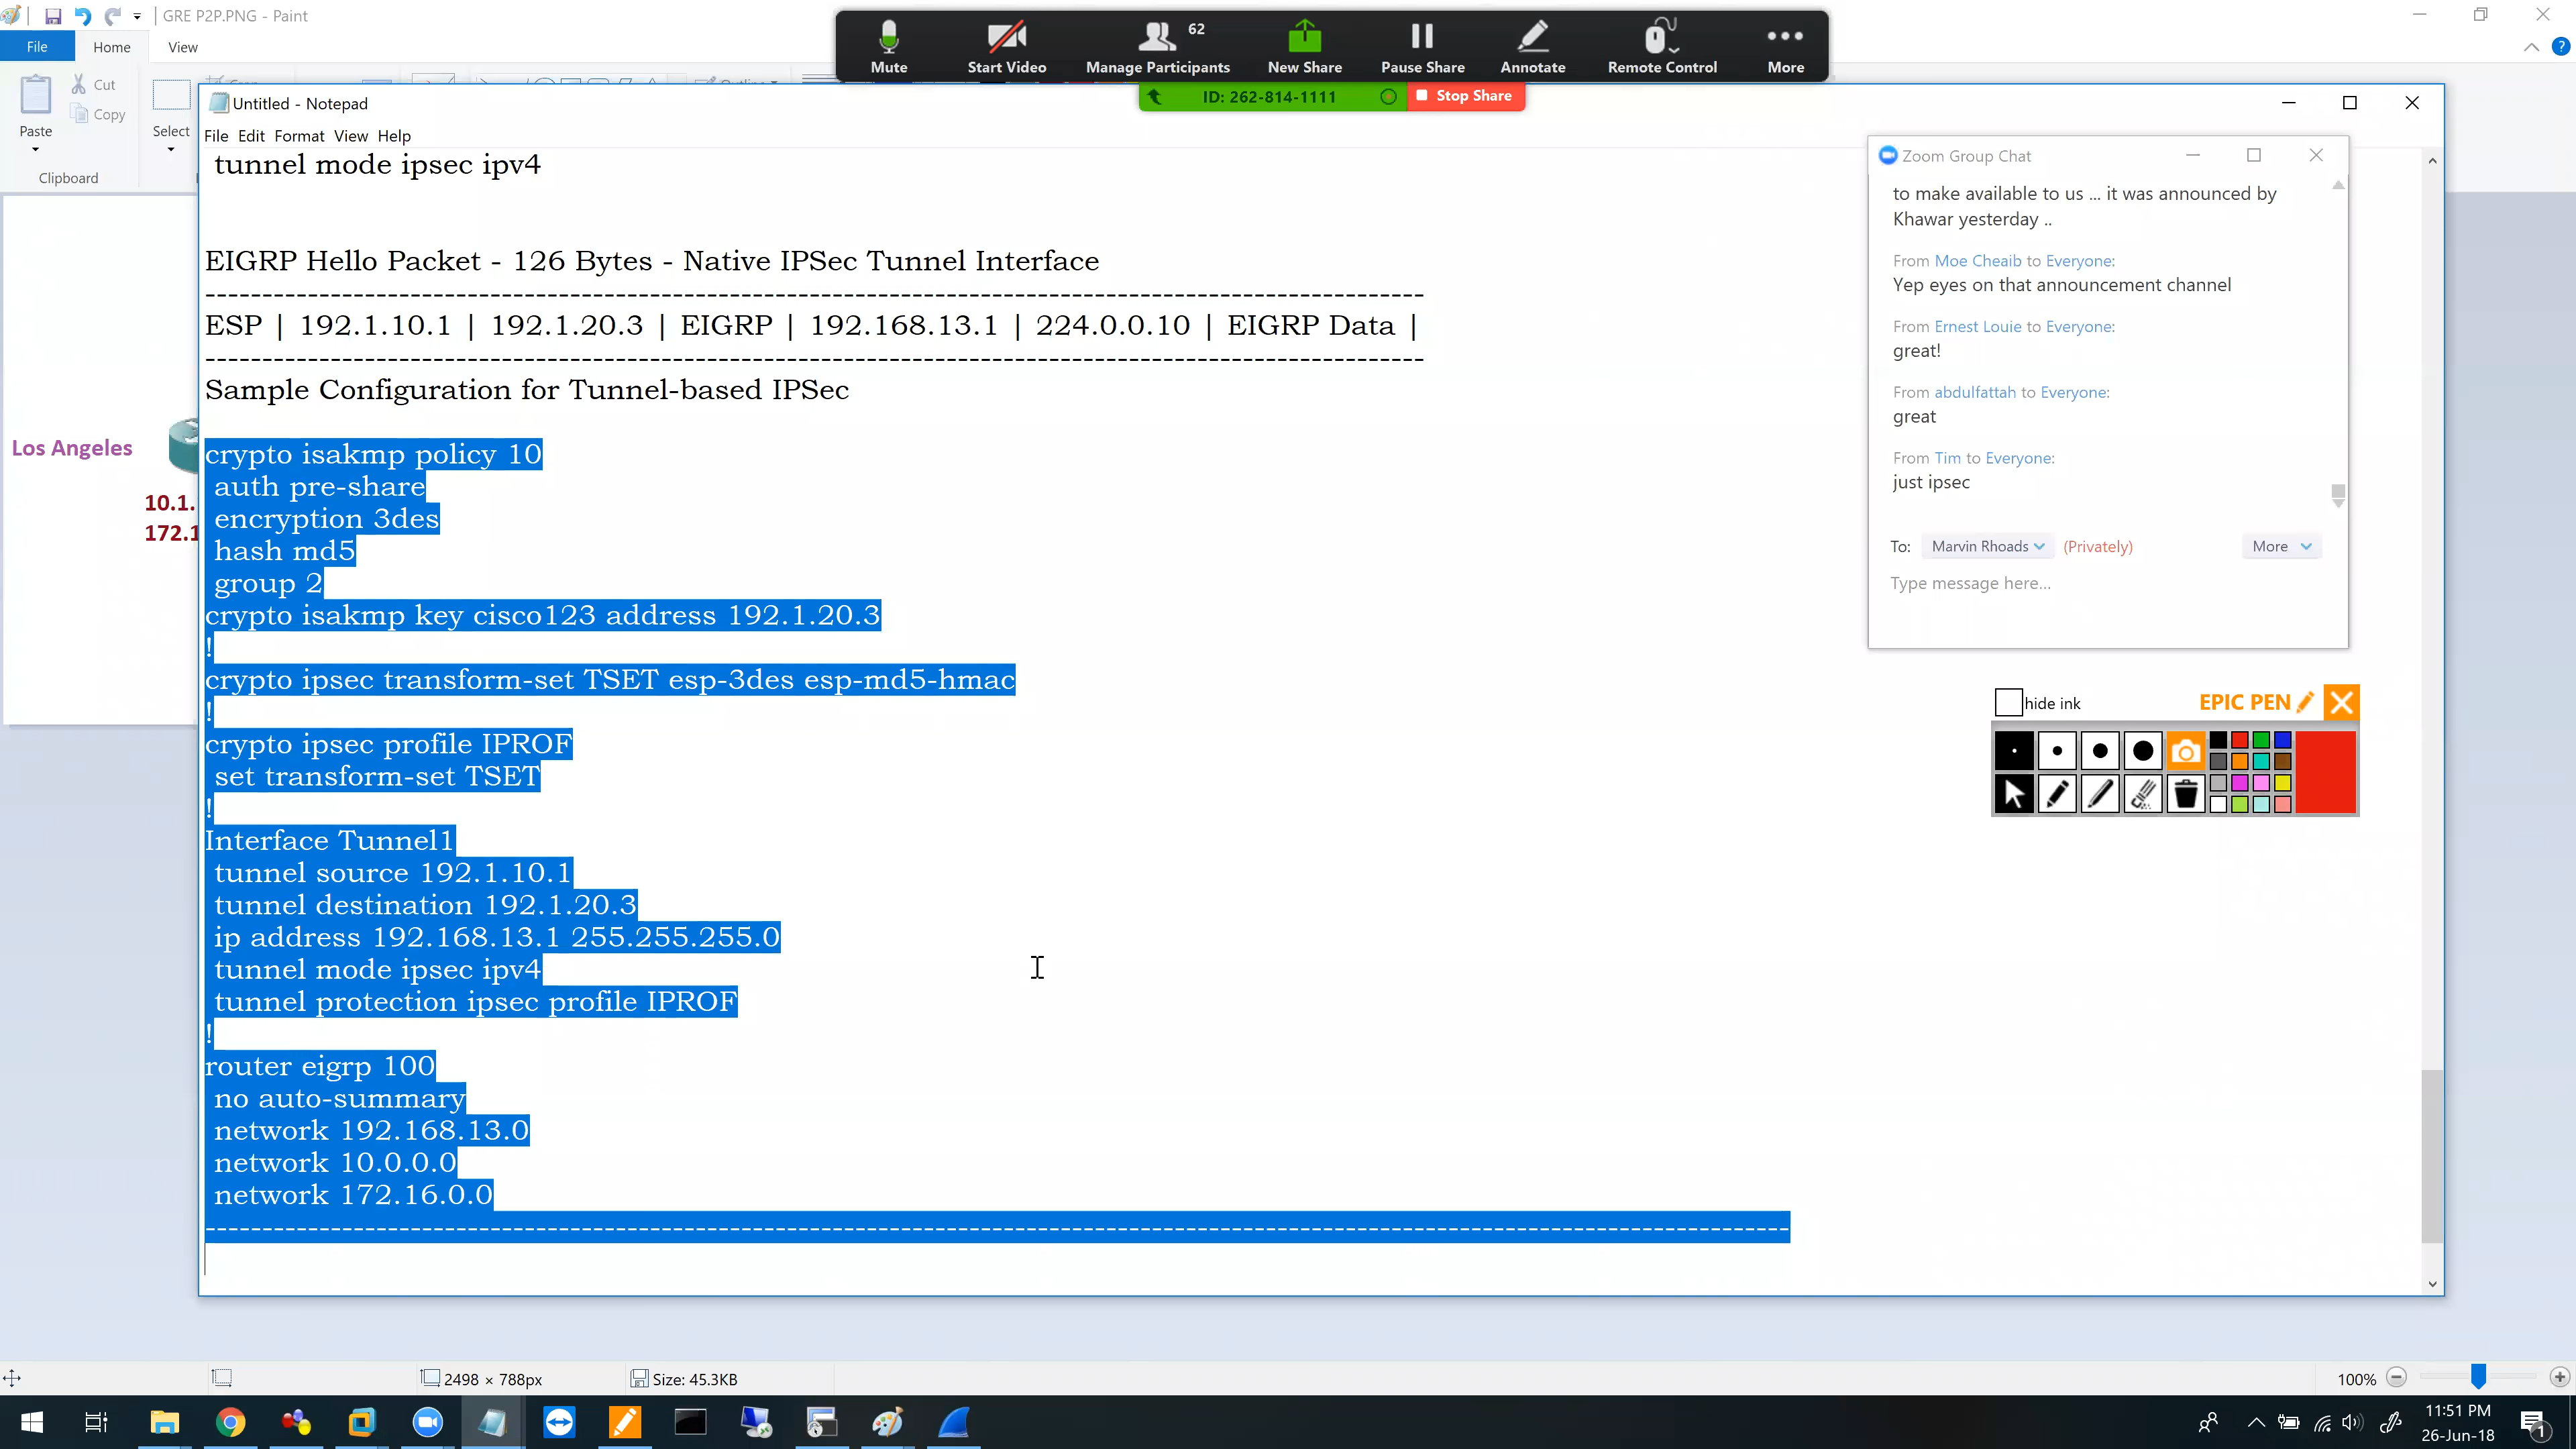 GRE P2P.PNG - Paint
File Home View
Cut
Copy
Paste
Select
Clipboard
Mute
Start Video
Manage Participants
62
New Share
Pause Share
Annotate
Remote Control
More
ID: 262-814-1111
Stop Share
Untitled - Notepad
File Edit Format View Help
tunnel mode ipsec ipv4
EIGRP Hello Packet - 126 Bytes - Native IPSec Tunnel Interface
ESP | 192.1.10.1 | 192.1.20.3 | EIGRP | 192.168.13.1 | 224.0.0.10 | EIGRP Data |
Sample Configuration for Tunnel-based IPSec
crypto isakmp policy 10
auth pre-share
encryption 3des
hash md5
group 2
crypto isakmp key cisco123 address 192.1.20.3
!
crypto ipsec transform-set TSET esp-3des esp-md5-hmac
!
crypto ipsec profile IPROF
set transform-set TSET
!
Interface Tunnel1
tunnel source 192.1.10.1
tunnel destination 192.1.20.3
ip address 192.168.13.1 255.255.255.0
tunnel mode ipsec ipv4
tunnel protection ipsec profile IPROF
!
router eigrp 100
no auto-summary
network 192.168.13.0
network 10.0.0.0
network 172.16.0.0
Los Angeles
10.1.
172.1
Zoom Group Chat
to make available to us ... it was announced by
Khawar yesterday ..
From Moe Cheaib to Everyone:
Yep eyes on that announcement channel
From Ernest Louie to Everyone:
great!
From abdulfattah to Everyone:
great
From Tim to Everyone:
just ipsec
To: Marvin Rhoads (Privately) More
Type message here...
hide ink
EPIC PEN
2498 × 788px
Size: 45.3KB
100%
11:51 PM
26-Jun-18
1